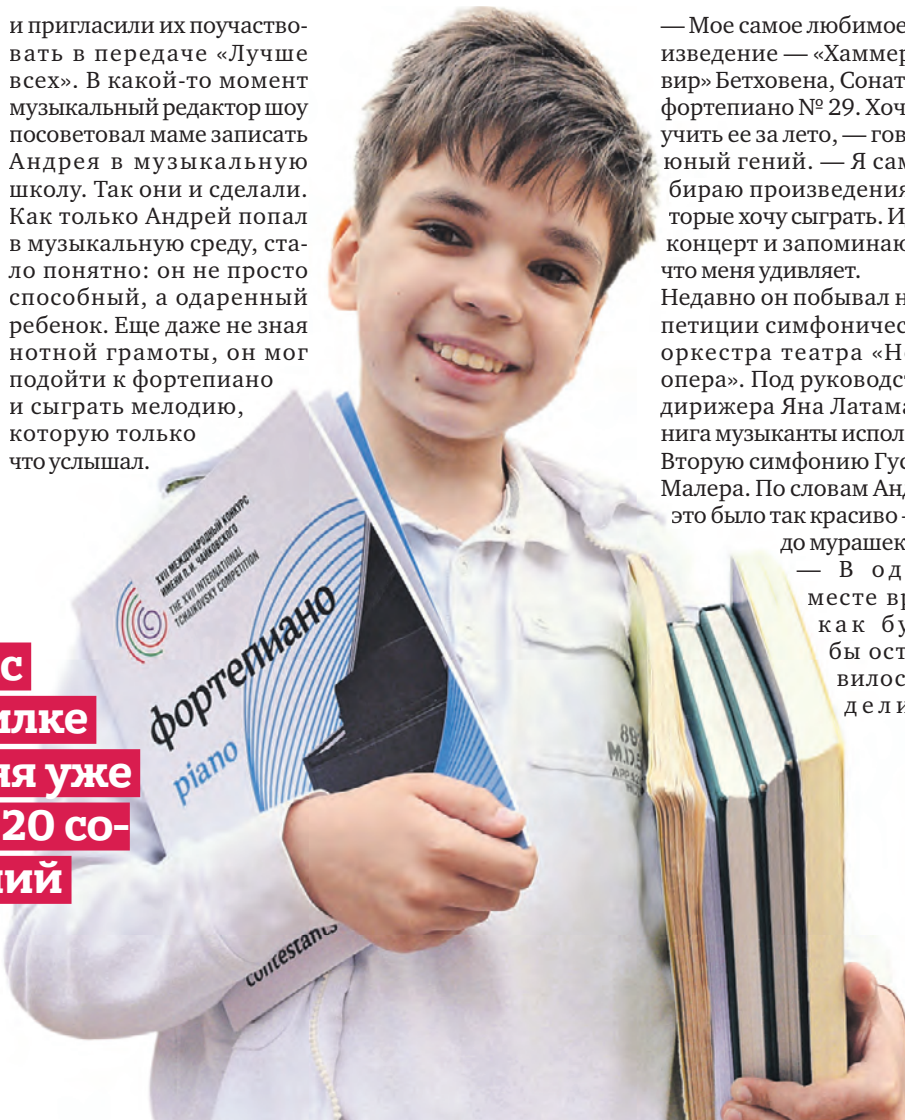 и пригласили их поучаство-
вать в передаче «Лучше
всех». В какой-то момент
музыкальный редактор шоу
посоветовал маме записать
Андрея в музыкальную
школу. Так они и сделали.
Как только Андрей попал
в музыкальную среду, ста-
ло понятно: он не просто
способный, а одаренный
ребенок. Еще даже не зная
нотной грамоты, он мог
подойти к фортепиано
и сыграть мелодию,
которую только
что услышал.
— Мое самое любимое
изведение — «Хаммер
вир» Бетховена, Сонат
фортепиано № 29. Хоч
учить ее за лето, — гов
юный гений. — Я сам
бираю произведения
торые хочу сыграть. И
концерт и запоминаю
что меня удивляет.
Недавно он побывал н
петиции симфоничес
оркестра театра «Но
опера». Под руководст
дирижера Яна Латама
нига музыканты испол
Вторую симфонию Гус
Малера. По словам Анд
это было так красиво —
до мурашек
— В од
месте вр
как бу
бы ост
вилос
дели
с
илке
яя уже
20 со-
ний
XVII МЕЖДУНАРОДНЫЙ КОНКУРС
ИМЕНИ П.И. ЧАЙКОВСКОГО
THE XVII INTERNATIONAL
TCHAIKOVSKY COMPETITION
фортепиано
piano
contestants